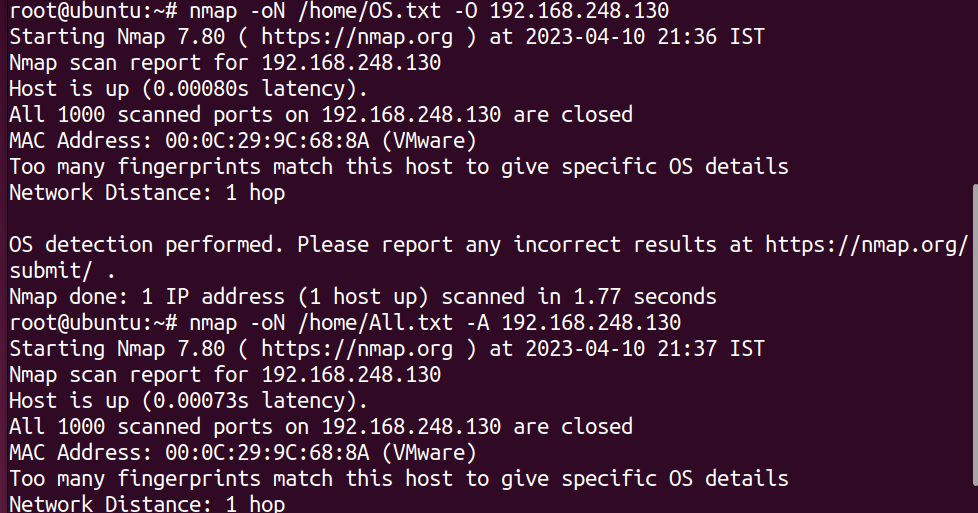 root@ubuntu:~# nmap -oN /home/OS.txt -O 192.168.248.130
Starting Nmap 7.80 ( https://nmap.org ) at 2023-04-10 21:36 IST
Nmap scan report for 192.168.248.130
Host is up (0.00080s latency).
All 1000 scanned ports on 192.168.248.130 are closed
MAC Address: 00:0C:29:9C:68:8A (VMware)
Too many fingerprints match this host to give specific OS details
Network Distance: 1 hop
OS detection performed. Please report any incorrect results at https://nmap.org/
submit/ .
Nmap done: 1 IP address (1 host up) scanned in 1.77 seconds
root@ubuntu:~# nmap -oN /home/All.txt -A 192.168.248.130
Starting Nmap 7.80 ( https://nmap.org ) at 2023-04-10 21:37 IST
Nmap scan report for 192.168.248.130
Host is up (0.00073s latency).
All 1000 scanned ports on 192.168.248.130 are closed
MAC Address: 00:0C:29:9C:68:8A (VMware)
Too many fingerprints match this host to give specific OS details
Network Distance: 1 hop